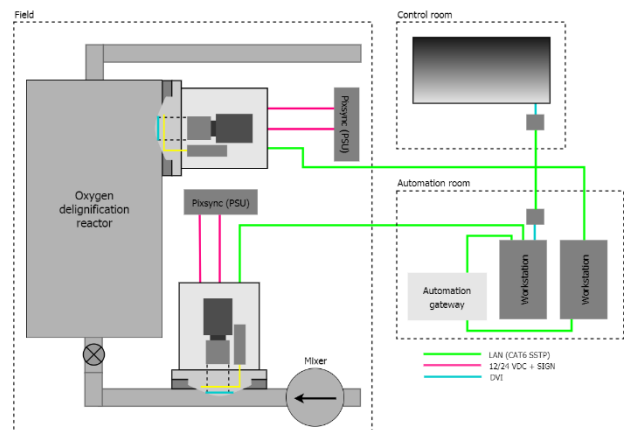 Field
Control room
Pixsync (PSU)
Oxygen
delignification
reactor
Pixsync (PSU)
Automation room
Automation
gateway
Workstation
Workstation
Mixer
LAN (CAT6 SSTP)
12/24 VDC + SIGN
DVI